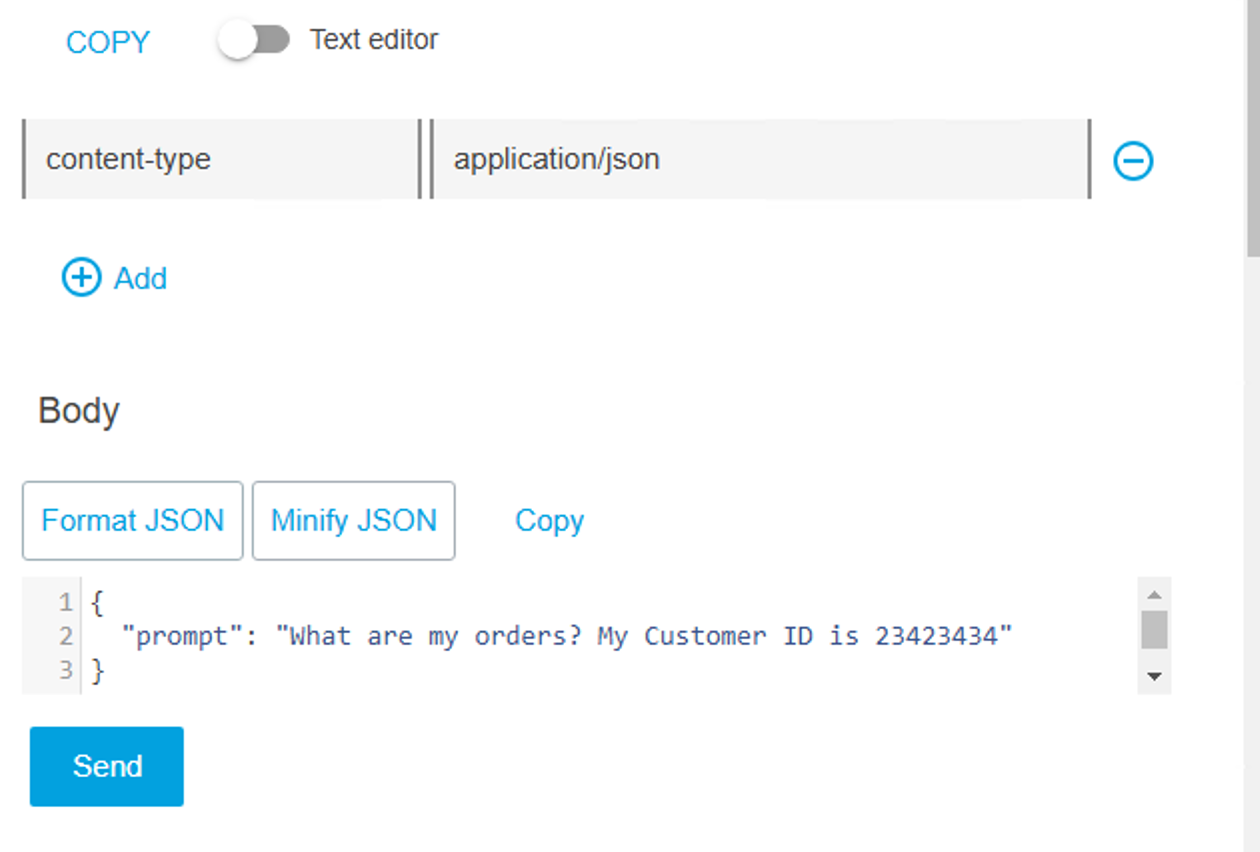 COPY Text editor
content-type application/json
Add
Body
Format JSON Minify JSON Copy
1 {
2   "prompt": "What are my orders? My Customer ID is 23423434"
3 }
Send